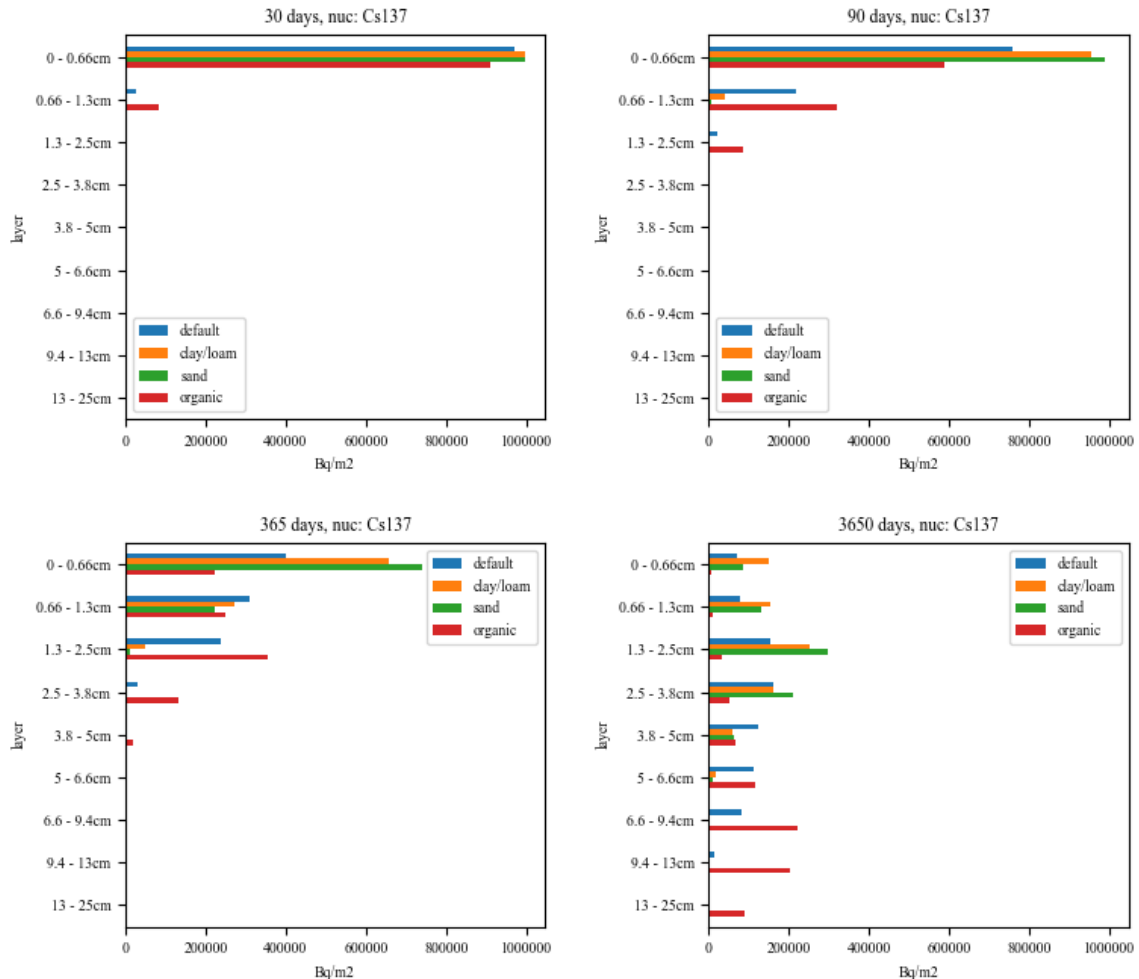 30 days, nuc: Cs137
layer
0 - 0.66cm
0.66 - 1.3cm
1.3 - 2.5cm
2.5 - 3.8cm
3.8 - 5cm
5 - 6.6cm
6.6 - 9.4cm
9.4 - 13cm
13 - 25cm
default
clay/loam
sand
organic
0 200000 400000 600000 800000 1000000
Bq/m2
90 days, nuc: Cs137
layer
0 - 0.66cm
0.66 - 1.3cm
1.3 - 2.5cm
2.5 - 3.8cm
3.8 - 5cm
5 - 6.6cm
6.6 - 9.4cm
9.4 - 13cm
13 - 25cm
default
clay/loam
sand
organic
0 200000 400000 600000 800000 1000000
Bq/m2
365 days, nuc: Cs137
layer
0 - 0.66cm
0.66 - 1.3cm
1.3 - 2.5cm
2.5 - 3.8cm
3.8 - 5cm
5 - 6.6cm
6.6 - 9.4cm
9.4 - 13cm
13 - 25cm
default
clay/loam
sand
organic
0 200000 400000 600000 800000 1000000
Bq/m2
3650 days, nuc: Cs137
layer
0 - 0.66cm
0.66 - 1.3cm
1.3 - 2.5cm
2.5 - 3.8cm
3.8 - 5cm
5 - 6.6cm
6.6 - 9.4cm
9.4 - 13cm
13 - 25cm
default
clay/loam
sand
organic
0 200000 400000 600000 800000 1000000
Bq/m2